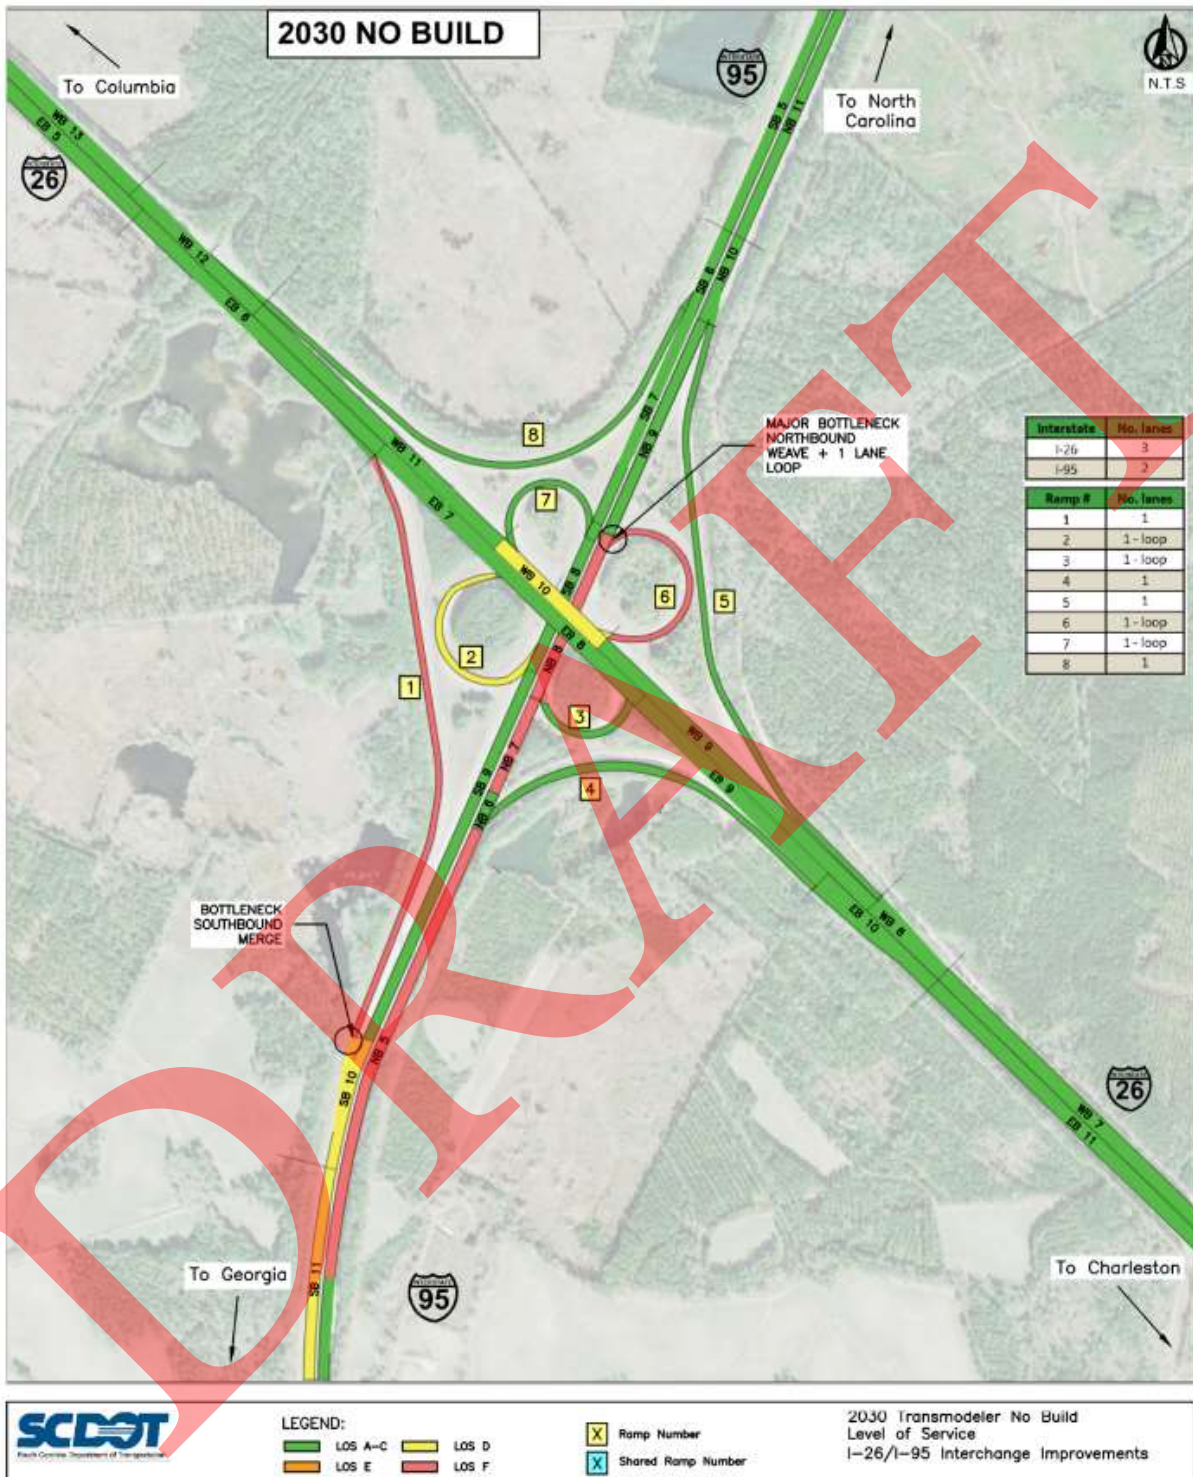 2030 NO BUILD
To Columbia
INTERSTATE
95
To North
Carolina
N.T.S
WB 13
EB 5
26
WB 12
EB 6
SB 5
NB 11
SB 6
NB 10
SB 7
NB 9
WB 11
EB 7
8
7
MAJOR BOTTLENECK
NORTHBOUND
WEAVE + 1 LANE
LOOP
Interstate No. lanes
I-26 3
I-95 2
Ramp # No. lanes
1 1
2 1-loop
3 1-loop
4 1
5 1
6 1-loop
7 1-loop
8 1
WB 10
SB 8
EB 8
NB 8
6
5
2
1
3
WB 9
EB 9
SB 9
NB 7
4
NB 6
BOTTLENECK
SOUTHBOUND
MERGE
EB 10
WB 8
NB 5
SB 10
26
WB 7
EB 11
To Georgia
SB 11
95
To Charleston
DRAFT
SCDOT
South Carolina Department of Transportation
LEGEND:
LOS A-C
LOS D
LOS E
LOS F
X Ramp Number
X Shared Ramp Number
2030 Transmodeler No Build
Level of Service
I-26/I-95 Interchange Improvements